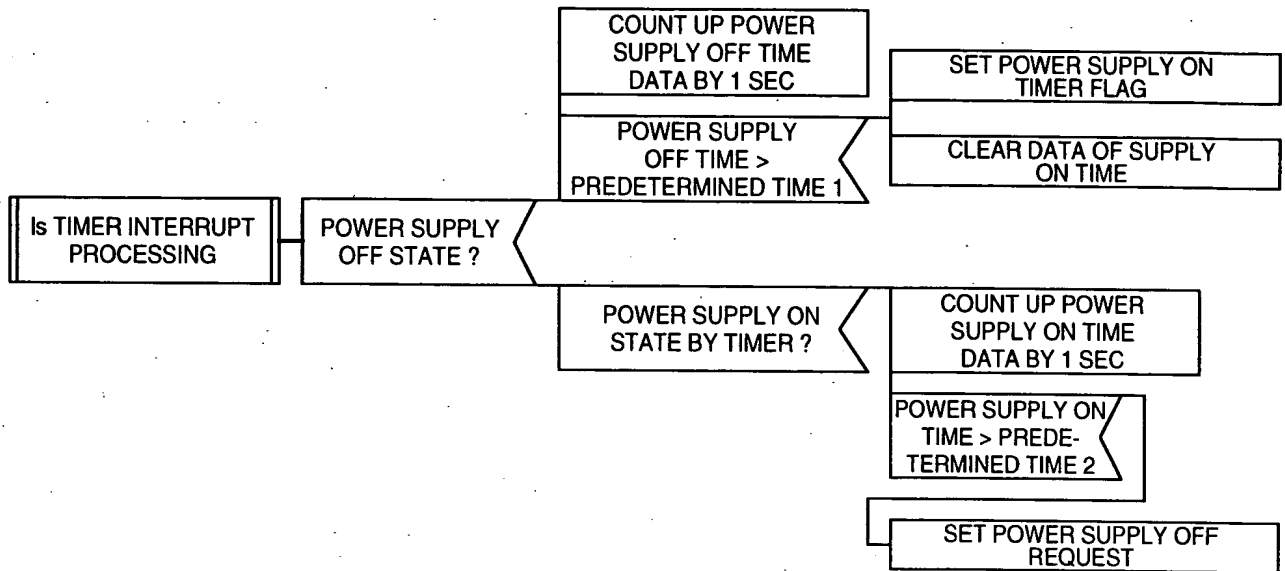 COUNT UP POWER
SUPPLY OFF TIME
DATA BY 1 SEC
SET POWER SUPPLY ON
TIMER FLAG
POWER SUPPLY
OFF TIME >
PREDETERMINED TIME 1
CLEAR DATA OF SUPPLY
ON TIME
Is TIMER INTERRUPT
PROCESSING
POWER SUPPLY
OFF STATE ?
POWER SUPPLY ON
STATE BY TIMER ?
COUNT UP POWER
SUPPLY ON TIME
DATA BY 1 SEC
POWER SUPPLY ON
TIME > PREDE-
TERMINED TIME 2
SET POWER SUPPLY OFF
REQUEST